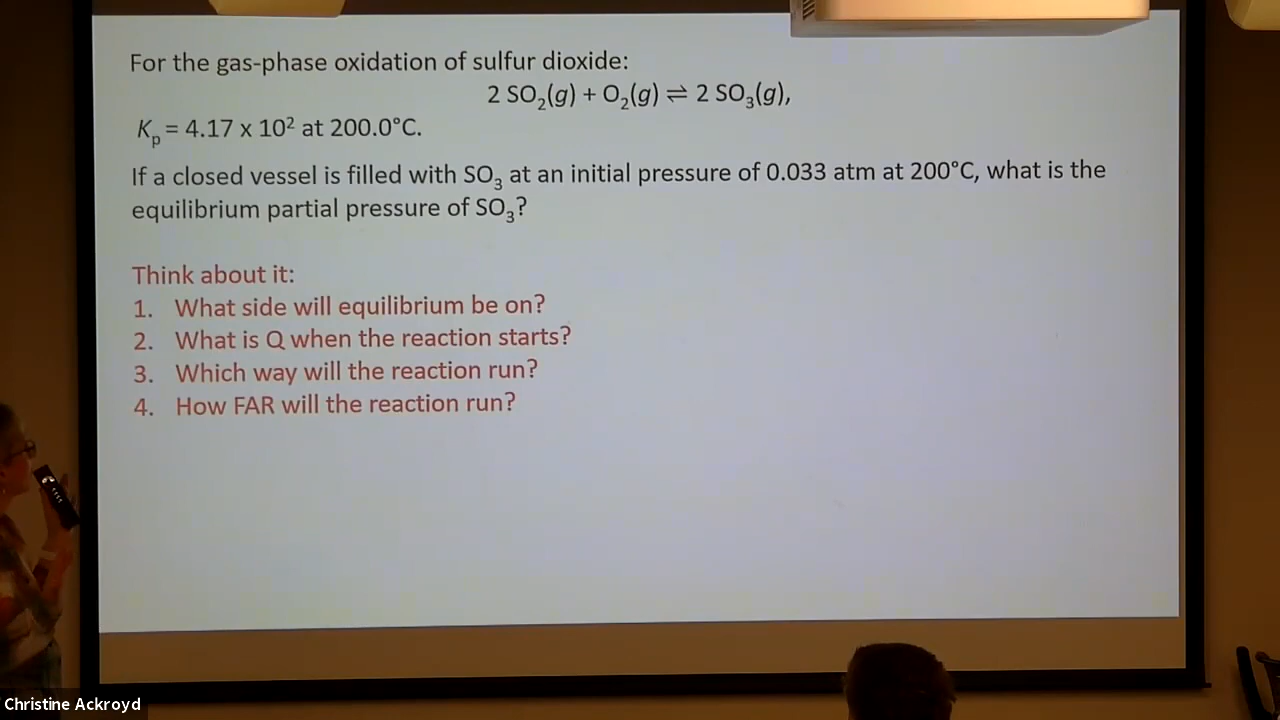 For the gas-phase oxidation of sulfur dioxide:
2 SO₂(g) + O₂(g) ⇌ 2 SO₃(g),
Kₚ = 4.17 x 10² at 200.0°C.
If a closed vessel is filled with SO₃ at an initial pressure of 0.033 atm at 200°C, what is the
equilibrium partial pressure of SO₃?
Think about it:
1. What side will equilibrium be on?
2. What is Q when the reaction starts?
3. Which way will the reaction run?
4. How FAR will the reaction run?
Christine Ackroyd